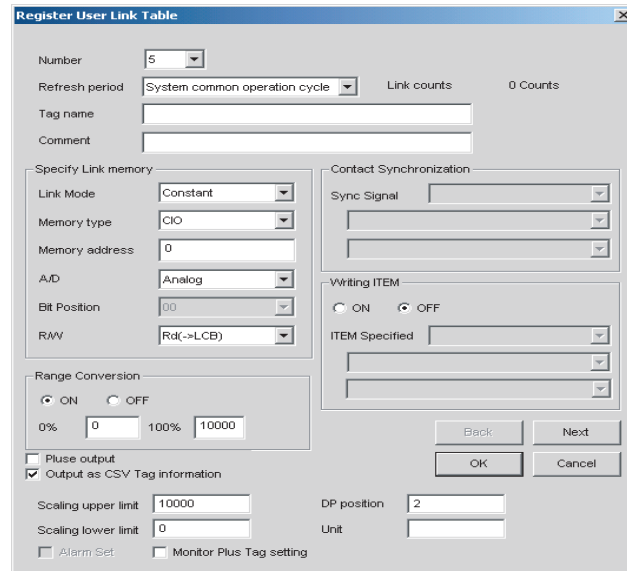 Register User Link Table
Number 5
Refresh period System common operation cycle Link counts 0 Counts
Tag name
Comment
Specify Link memory
Link Mode Constant
Memory type CIO
Memory address 0
A/D Analog
Bit Position 00
R/W Rd(->LCB)
Contact Synchronization
Sync Signal
Writing ITEM
ON OFF
ITEM Specified
Range Conversion
ON OFF
0% 0 100% 10000
Back Next
OK Cancel
Pluse output
Output as CSV Tag information
Scaling upper limit 10000 DP position 2
Scaling lower limit 0 Unit
Alarm Set Monitor Plus Tag setting